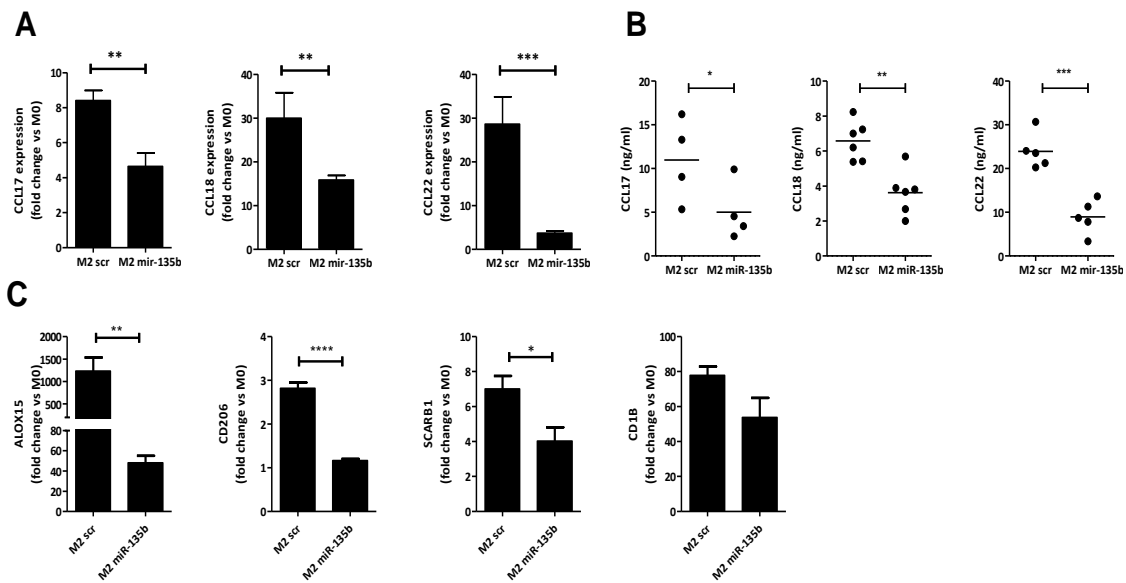 A
B
**
**
***
CCL17 expression
(fold change vs M0)
10
8
6
4
2
0
M2 scr M2 mir-135b
CCL18 expression
(fold change vs M0)
40
30
20
10
0
M2 scr M2 mir-135b
CCL22 expression
(fold change vs M0)
40
30
20
10
0
M2 scr M2 mir-135b
*
**
***
CCL17 (ng/ml)
20
15
10
5
0
M2 scr M2 miR-135b
CCL18 (ng/ml)
10
8
6
4
2
0
M2 scr M2 miR-135b
CCL22 (ng/ml)
40
30
20
10
0
M2 scr M2 miR-135b
C
**
ALOX15
(fold change vs M0)
2000
1500
1000
500
80
60
40
20
0
M2 scr
M2 miR-135b
****
CD206
(fold change vs M0)
4
3
2
1
0
M2 scr
M2 miR-135b
*
SCARB1
(fold change vs M0)
8
6
4
2
0
M2 scr
M2 miR-135b
CD1B
(fold change vs M0)
100
80
60
40
20
0
M2 scr
M2 miR-135b